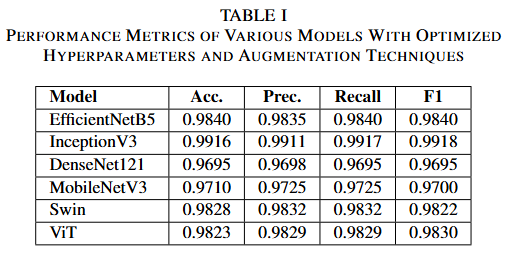 TABLE I
PERFORMANCE METRICS OF VARIOUS MODELS WITH OPTIMIZED
HYPERPARAMETERS AND AUGMENTATION TECHNIQUES
Model Acc. Prec. Recall F1
EfficientNetB5 0.9840 0.9835 0.9840 0.9840
InceptionV3 0.9916 0.9911 0.9917 0.9918
DenseNet121 0.9695 0.9698 0.9695 0.9695
MobileNetV3 0.9710 0.9725 0.9725 0.9700
Swin 0.9828 0.9832 0.9832 0.9822
ViT 0.9823 0.9829 0.9829 0.9830